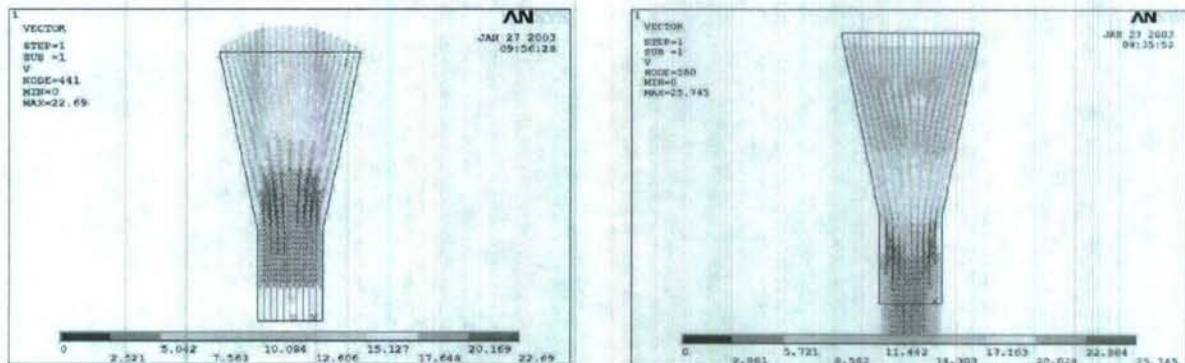 1
VECTOR
STEP=1
SUB =1
V
NODE=441
MIN=0
MAX=22.69
AN
JAN 27 2003
09:56:28
0 5.042 10.084 15.127 20.169
2.521 7.563 12.606 17.648 22.69
1
VECTOR
STEP=1
SUB =1
V
NODE=580
MIN=0
MAX=25.745
AN
JAN 27 2003
09:35:53
0 5.721 11.442 17.163 22.884